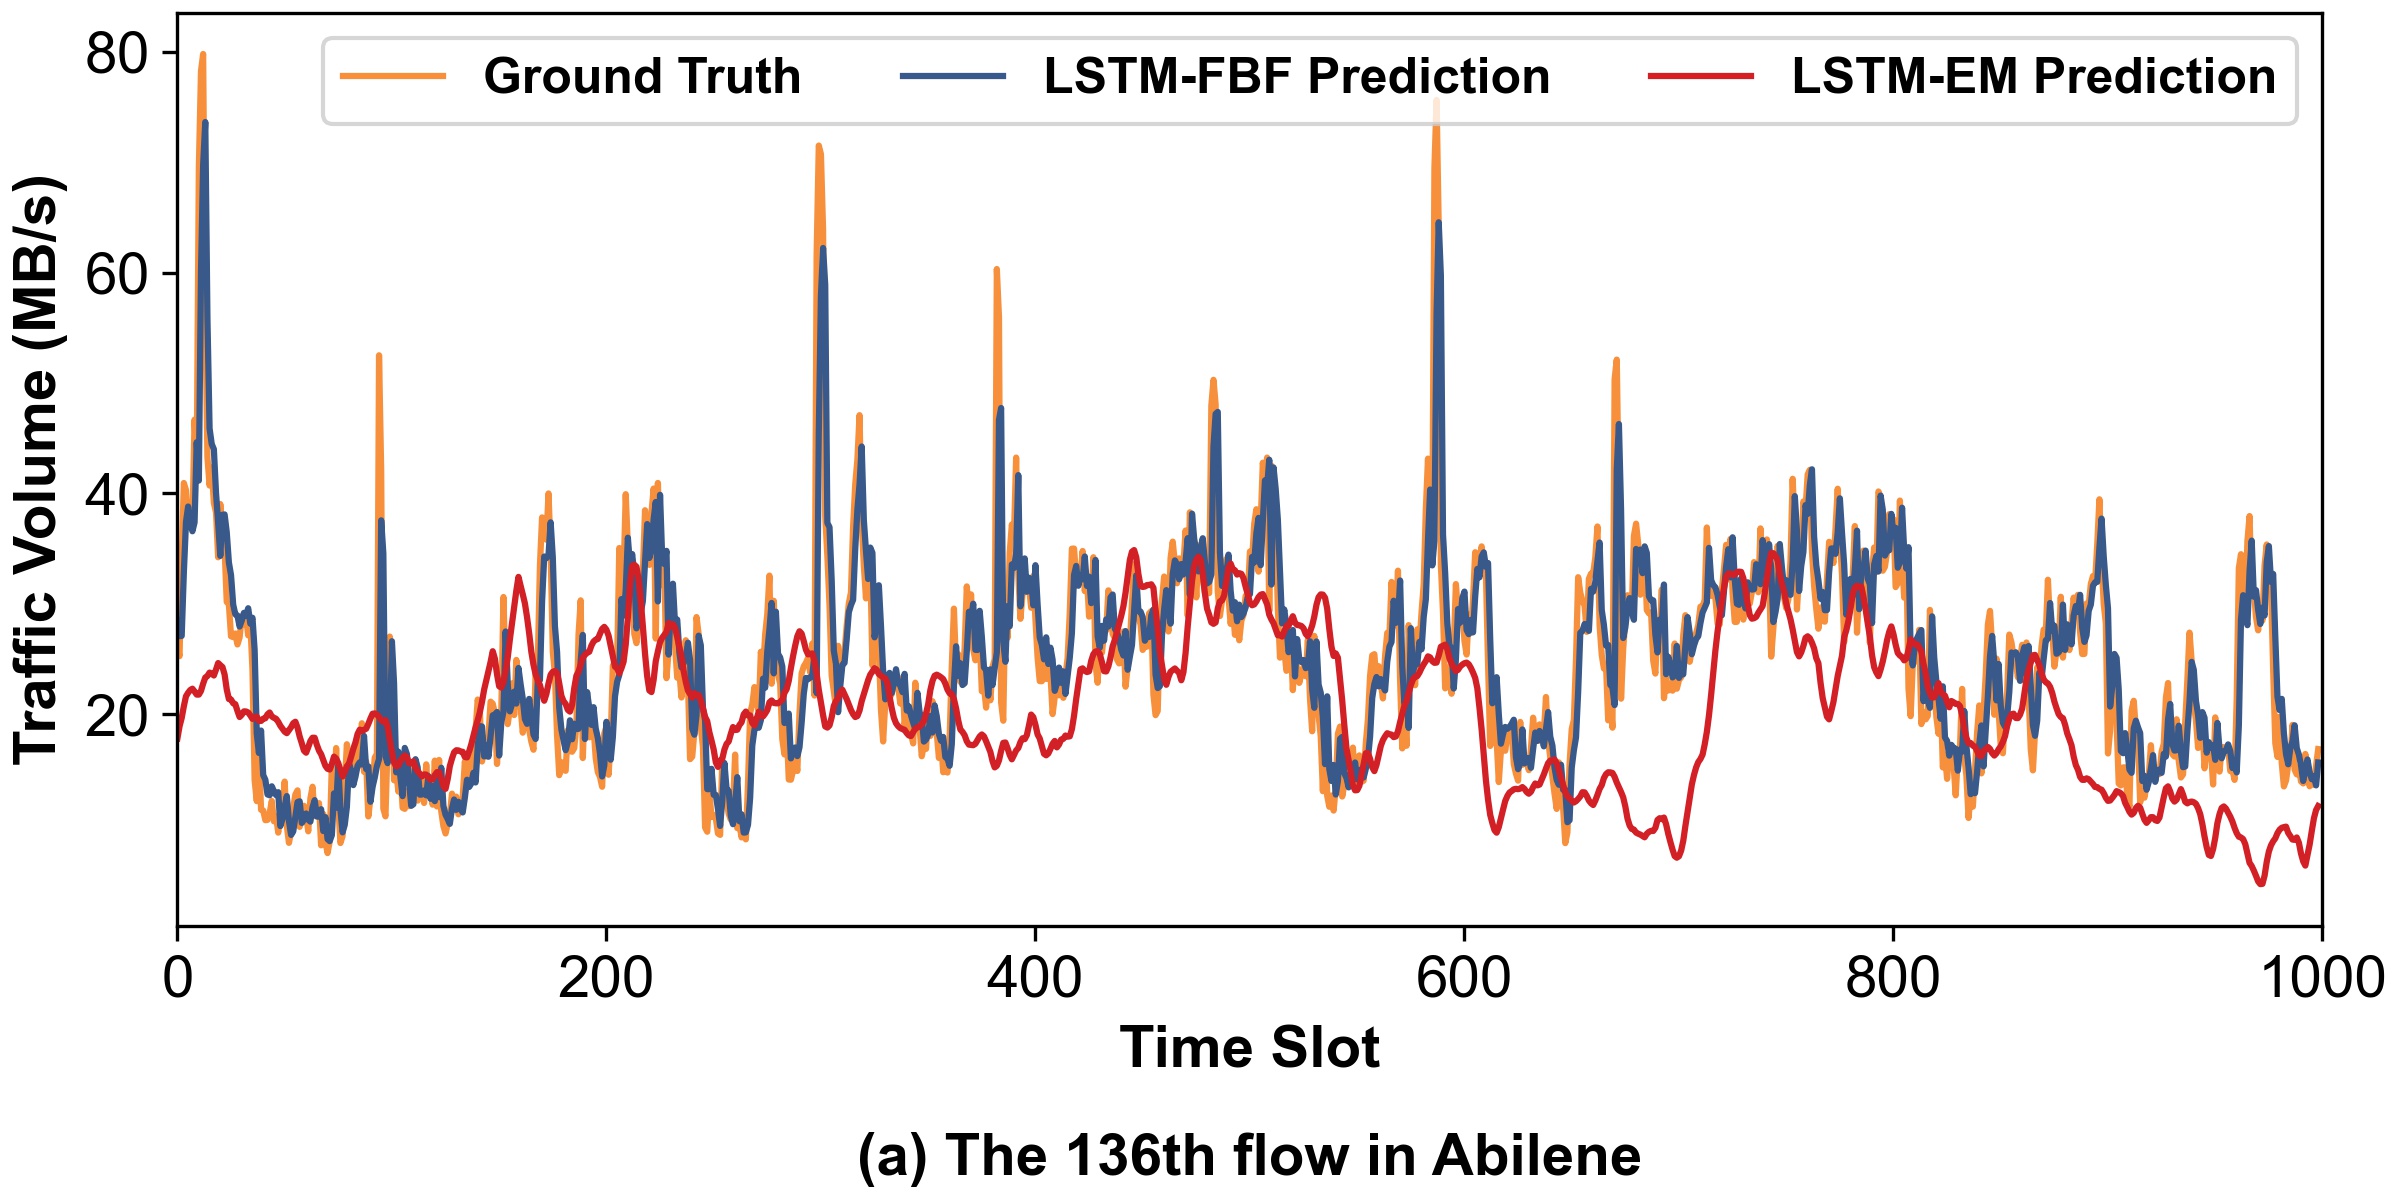 Ground Truth LSTM-FBF Prediction LSTM-EM Prediction
80
60
40
20
Traffic Volume (MB/s)
0 200 400 600 800 1000
Time Slot
(a) The 136th flow in Abilene